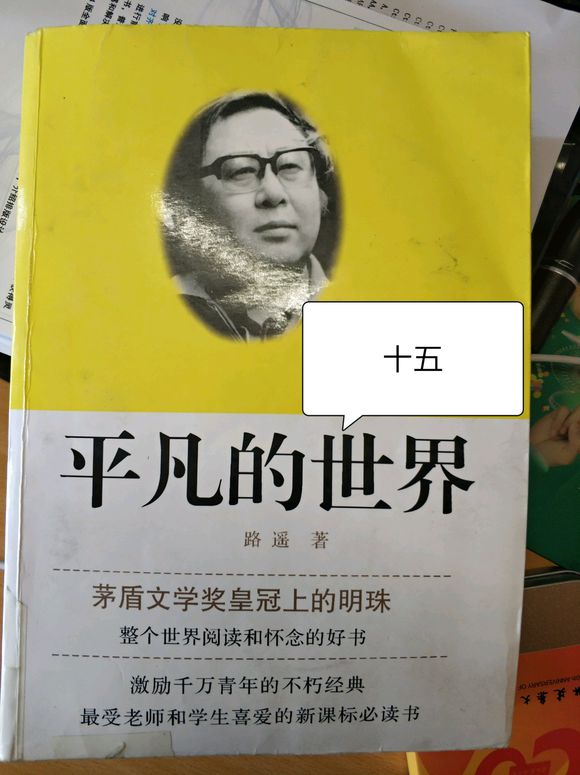 十五
平凡的世界
路遥 著
茅盾文学奖皇冠上的明珠
整个世界阅读和怀念的好书
激励千万青年的不朽经典
最受老师和学生喜爱的新课标必读书